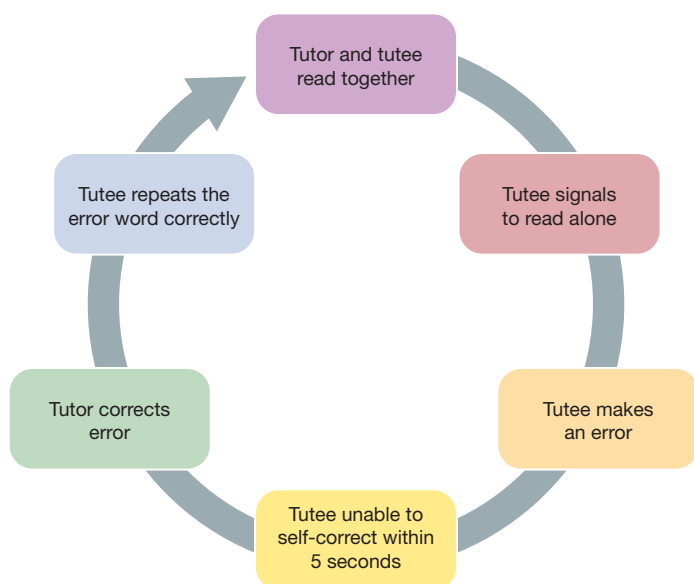 Tutor and tutee
read together
Tutee signals
to read alone
Tutee makes
an error
Tutee unable to
self-correct within
5 seconds
Tutor corrects
error
Tutee repeats the
error word correctly